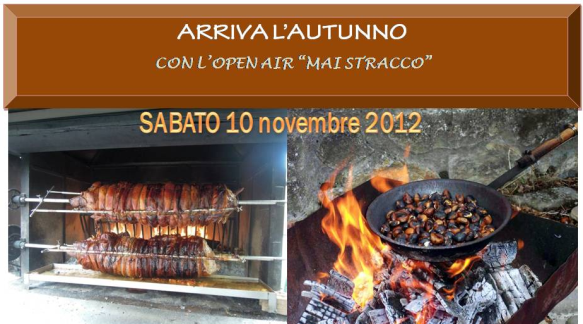 ARRIVA L'AUTUNNO
CON L'OPEN AIR "MAI STRACCO"
SABATO 10 novembre 2012